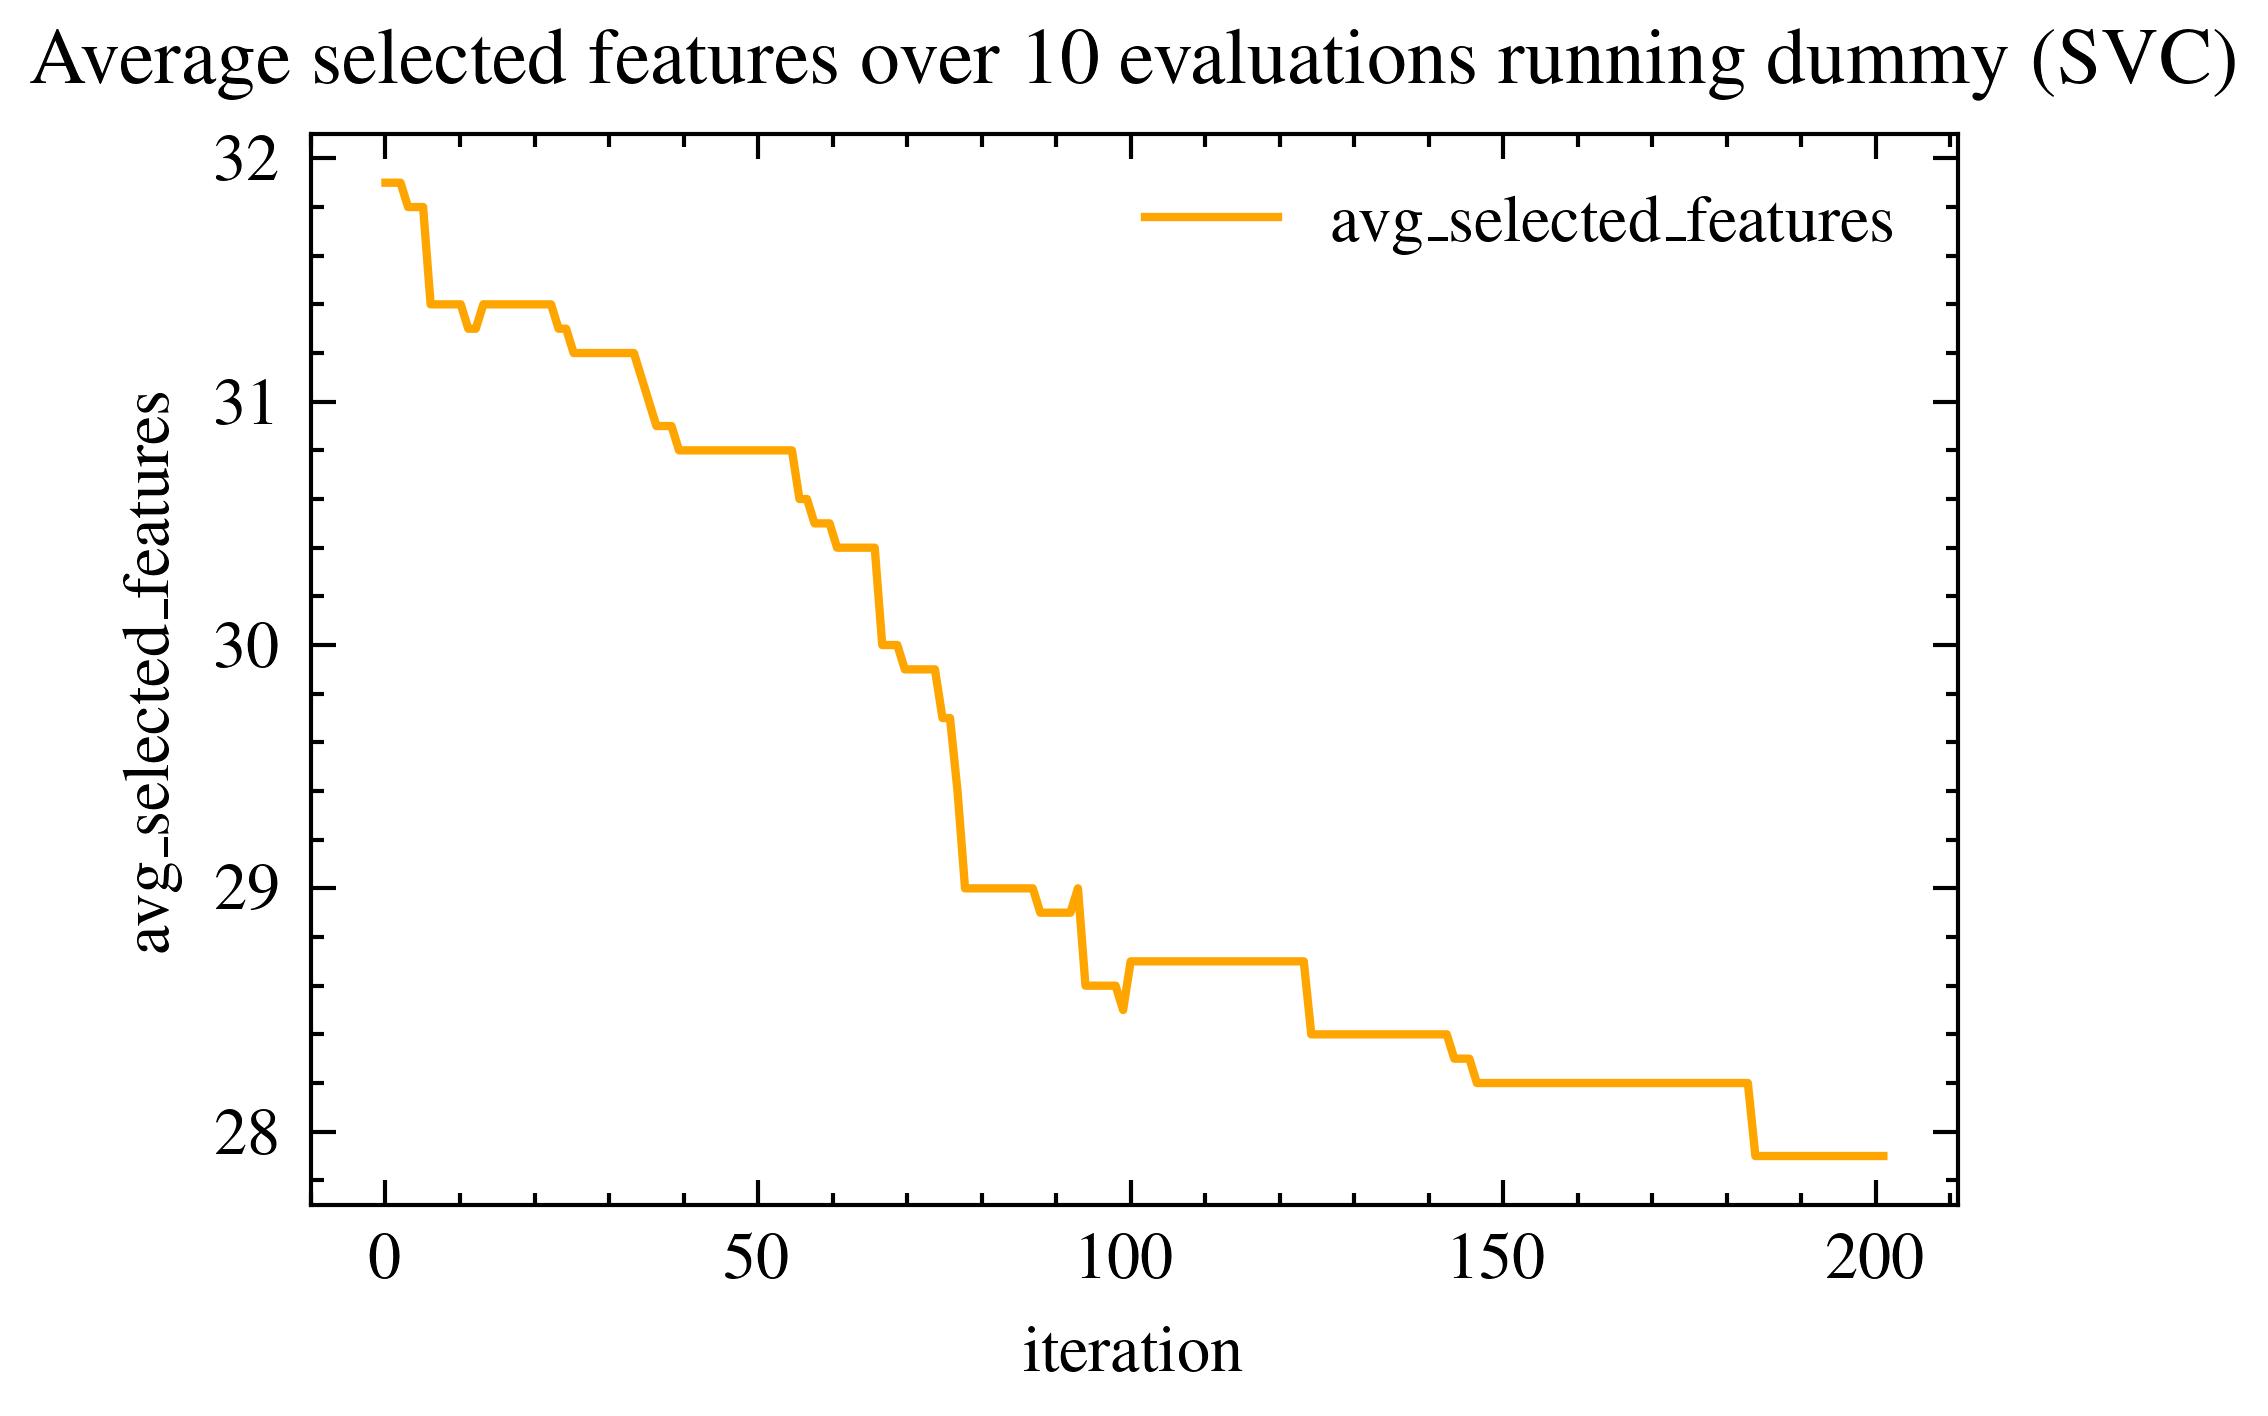 Average selected features over 10 evaluations running dummy (SVC)
avg_selected_features
avg_selected_features
32
31
30
29
28
0 50 100 150 200
iteration